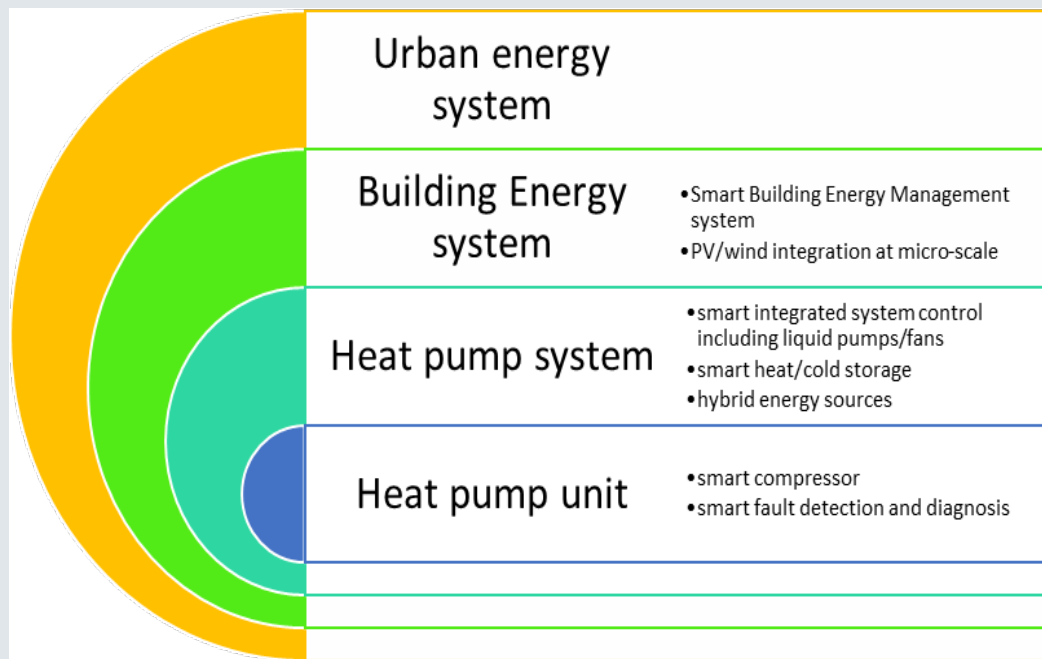 Urban energy
system
Building Energy
system
•Smart Building Energy Management
system
•PV/wind integration at micro-scale
Heat pump system
•smart integrated system control
including liquid pumps/fans
•smart heat/cold storage
•hybrid energy sources
Heat pump unit
•smart compressor
•smart fault detection and diagnosis